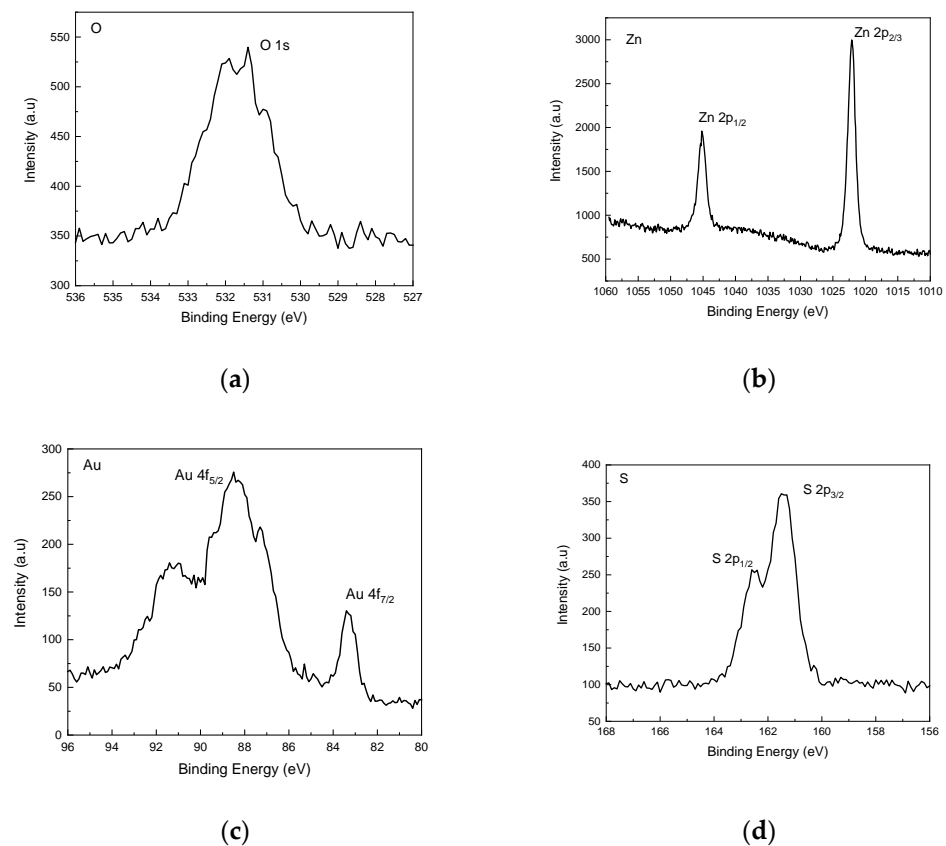 O
O 1s
550
500
450
400
350
300
Intensity (a.u)
536 535 534 533 532 531 530 529 528 527
Binding Energy (eV)
(a)
Zn
Zn 2p2/3
Zn 2p1/2
3000
2500
2000
1500
1000
500
Intensity (a.u)
1060 1055 1050 1045 1040 1035 1030 1025 1020 1015 1010
Binding Energy (eV)
(b)
Au
Au 4f5/2
Au 4f7/2
300
250
200
150
100
50
0
Intensity (a.u)
96 94 92 90 88 86 84 82 80
Binding Energy (eV)
(c)
S
S 2p3/2
S 2p1/2
400
350
300
250
200
150
100
50
Intensity (a.u)
168 166 164 162 160 158 156
Binding Energy (eV)
(d)